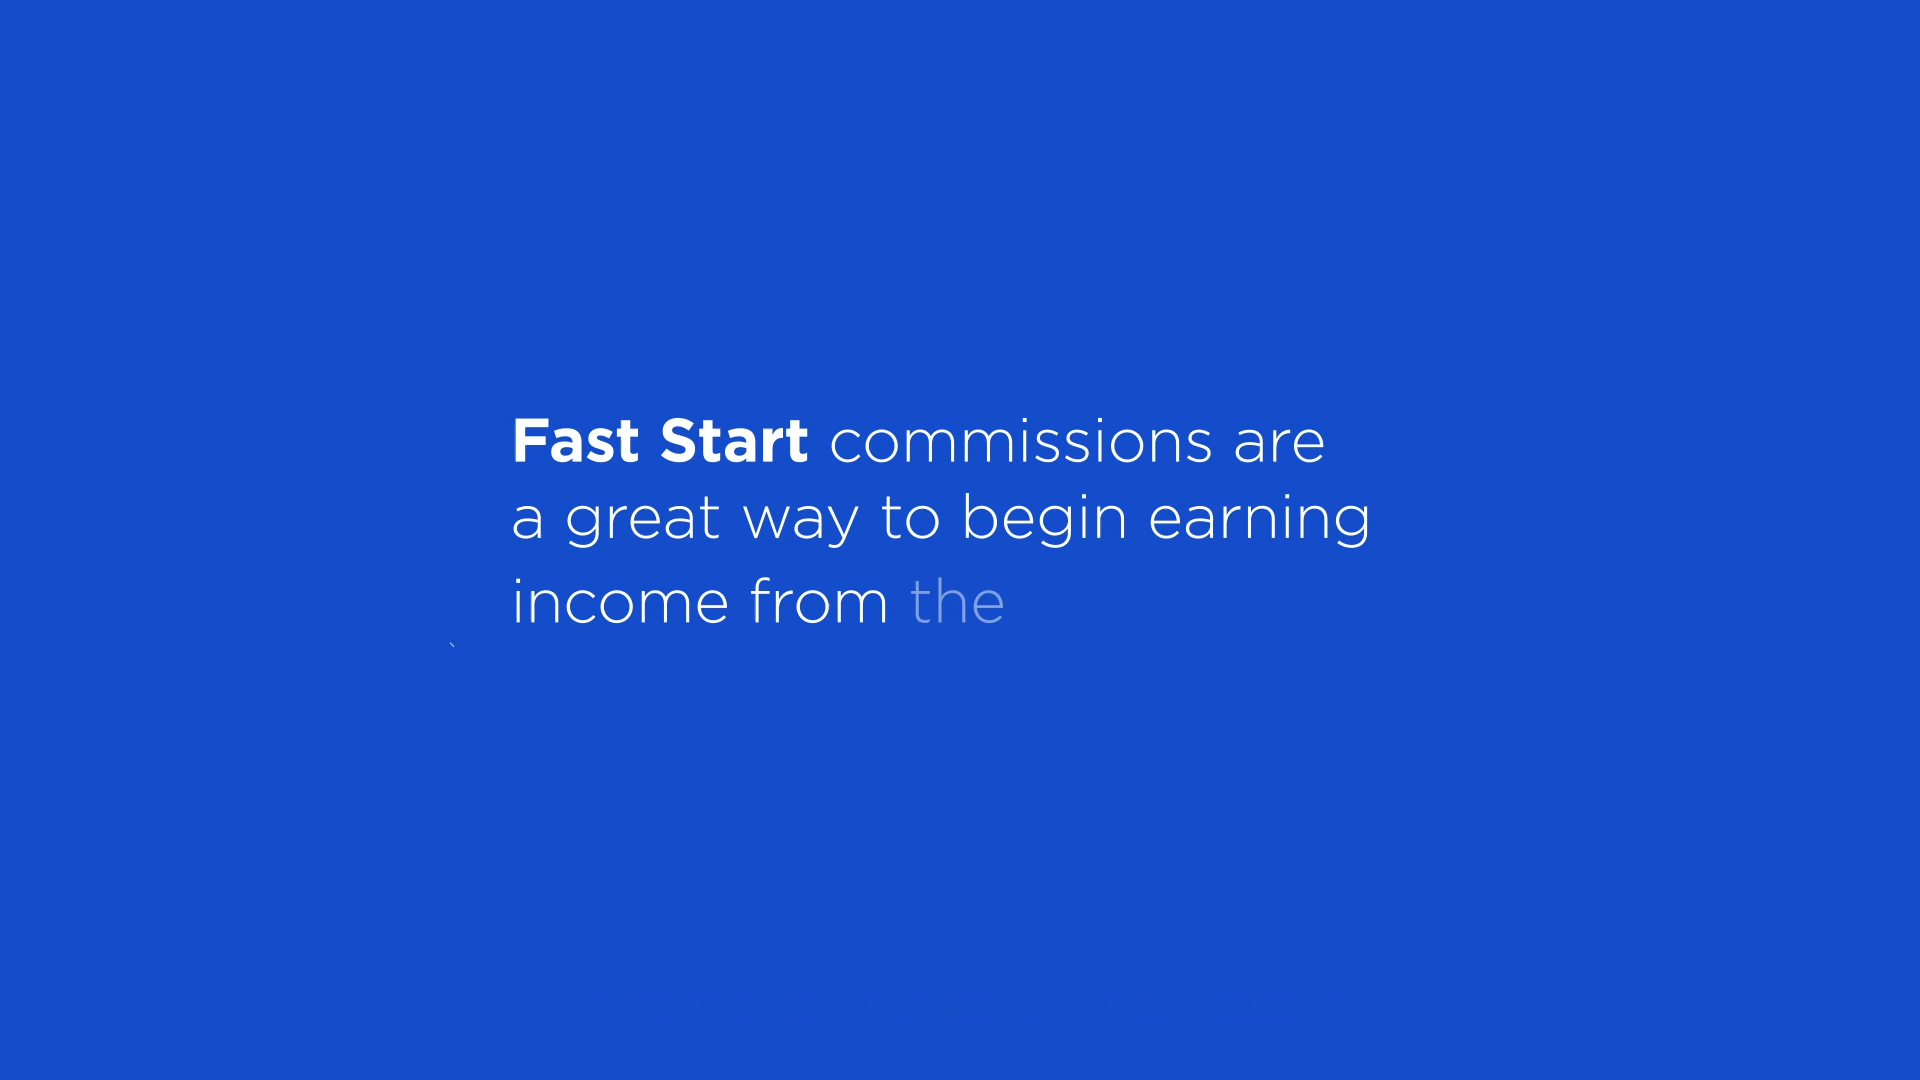 Fast Start commissions are
a great way to begin earning
income from the